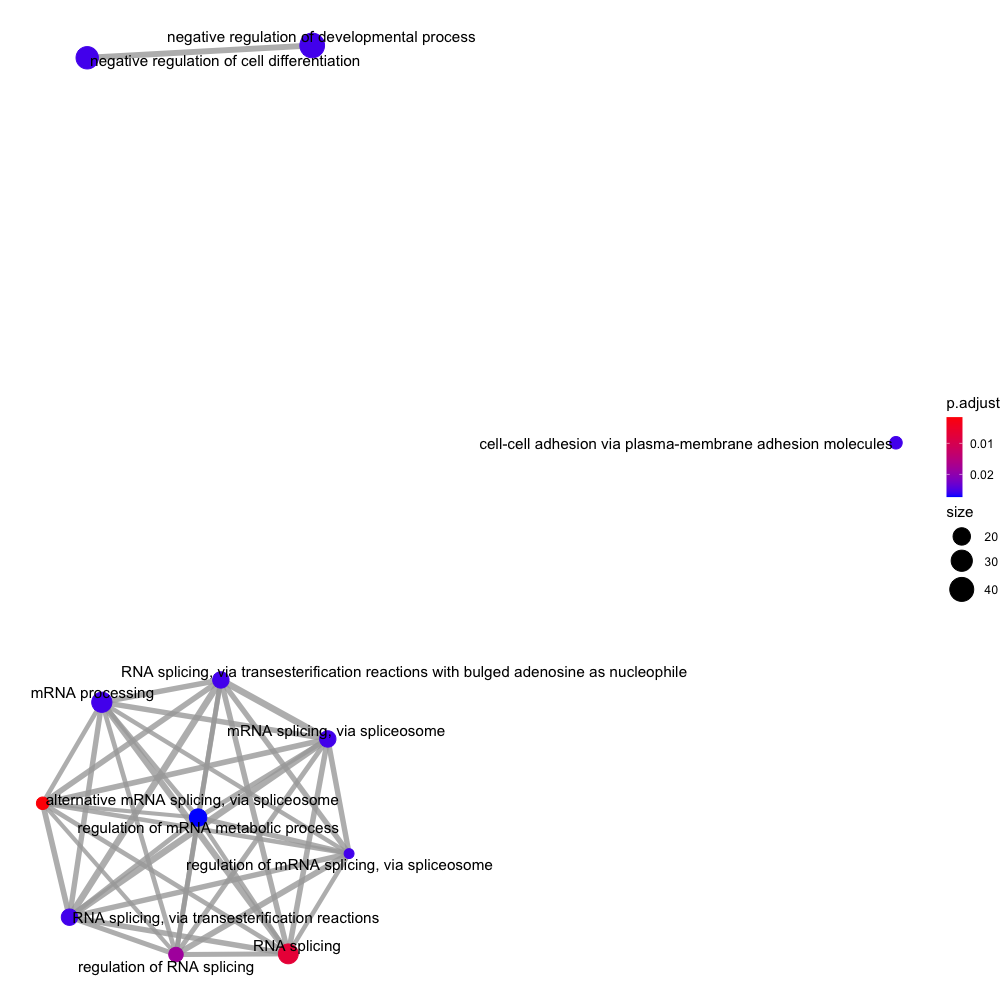 negative regulation of developmental process
negative regulation of cell differentiation
p.adjust
0.01
0.02
cell-cell adhesion via plasma-membrane adhesion molecules
size
20
30
40
RNA splicing, via transesterification reactions with bulged adenosine as nucleophile
mRNA processing
mRNA splicing, via spliceosome
alternative mRNA splicing, via spliceosome
regulation of mRNA metabolic process
regulation of mRNA splicing, via spliceosome
RNA splicing, via transesterification reactions
RNA splicing
regulation of RNA splicing